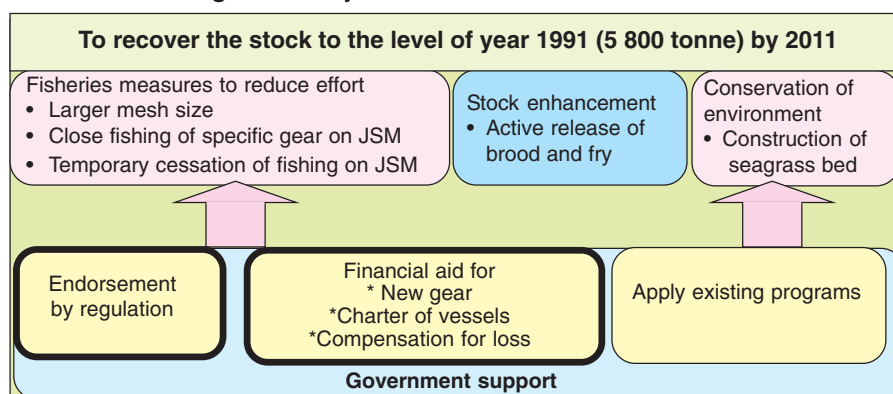 To recover the stock to the level of year 1991 (5 800 tonne) by 2011
Fisheries measures to reduce effort
• Larger mesh size
• Close fishing of specific gear on JSM
• Temporary cessation of fishing on JSM
Stock enhancement
• Active release of
brood and fry
Conservation of
environment
• Construction of
seagrass bed
Endorsement
by regulation
Financial aid for
* New gear
*Charter of vessels
*Compensation for loss
Apply existing programs
Government support